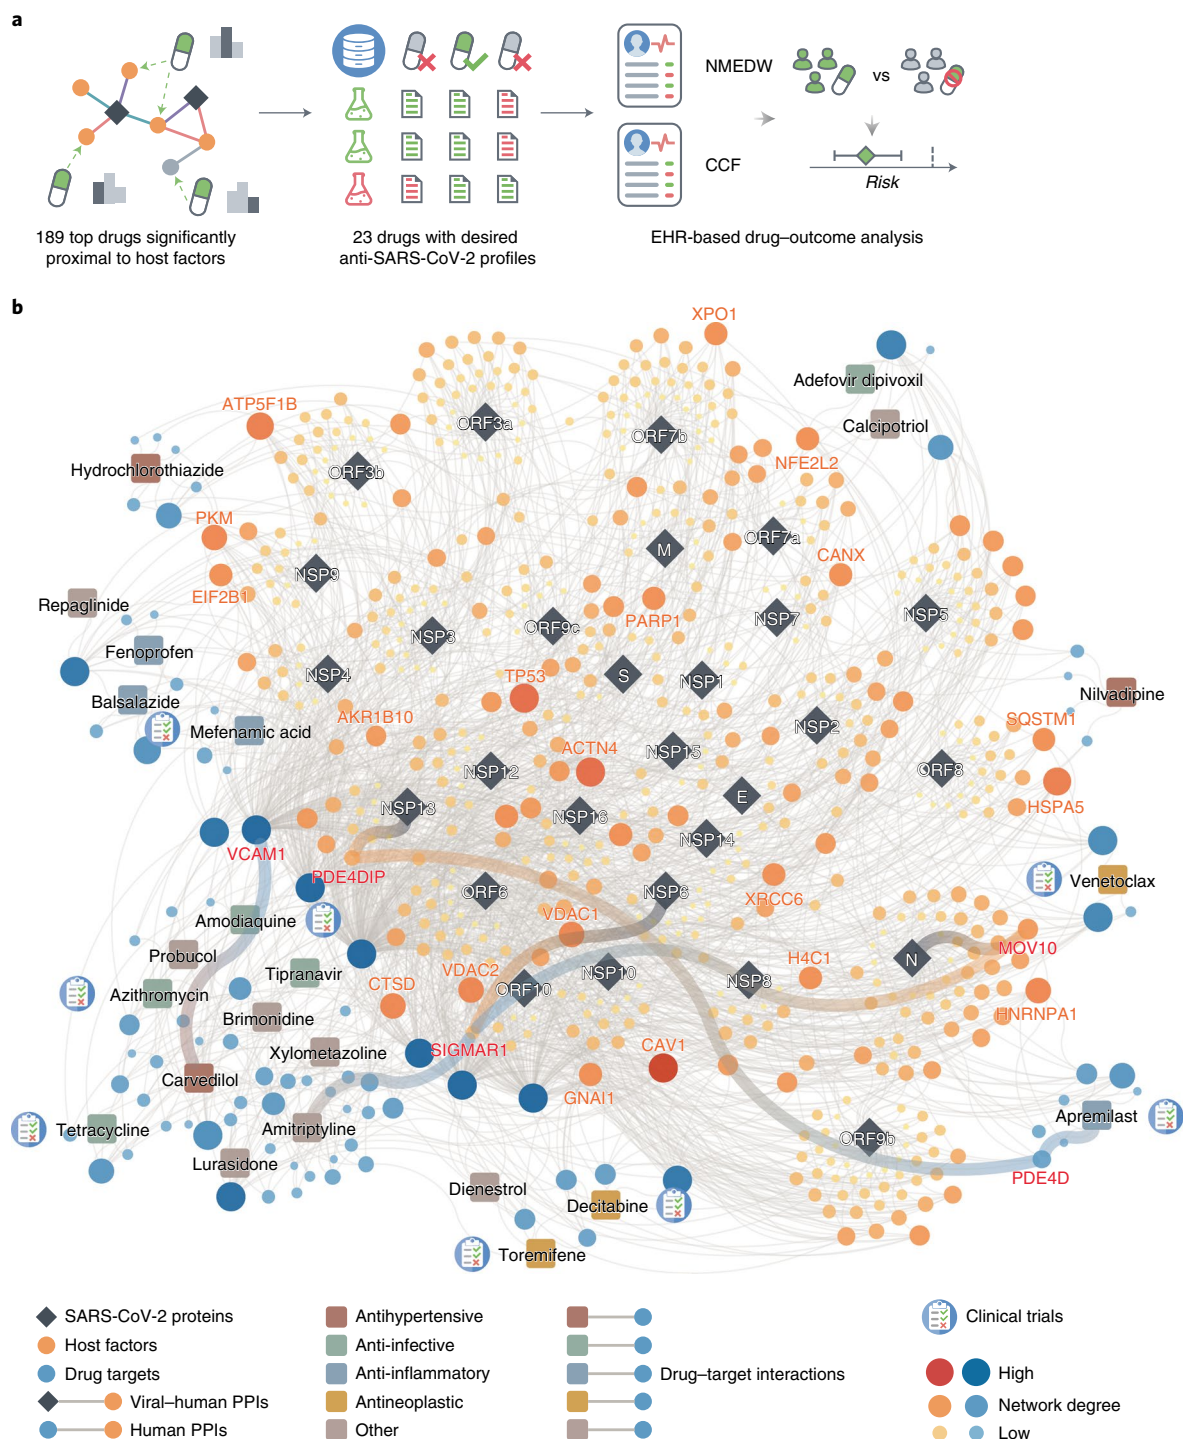 a
NMEDW
vs
CCF
Risk
189 top drugs significantly
proximal to host factors
23 drugs with desired
anti-SARS-CoV-2 profiles
EHR-based drug–outcome analysis
b
XPO1
Adefovir dipivoxil
ATP5F1B
ORF3a
Calcipotriol
ORF7b
NFE2L2
Hydrochlorothiazide
ORF3b
PKM
ORF7a
M
CANX
NSP9
EIF2B1
Repaglinide
PARP1
NSP7
NSP5
ORF9c
NSP3
Fenoprofen
NSP4
TP53
S
NSP1
Nilvadipine
Balsalazide
AKR1B10
SQSTM1
Mefenamic acid
NSP2
ACTN4
NSP15
NSP12
ORF8
E
HSPA5
NSP13
NSP16
NSP14
VCAM1
PDE4DIP
Venetoclax
ORF6
NSP6
XRCC6
Amodiaquine
VDAC1
MOV10
Probucol
N
H4C1
Tipranavir
VDAC2
NSP10
NSP8
CTSD
ORF10
Azithromycin
HNRNPA1
Brimonidine
CAV1
Xylometazoline
SIGMAR1
Carvedilol
GNAI1
Apremilast
Tetracycline
Amitriptyline
ORF9b
Lurasidone
PDE4D
Dienestrol
Decitabine
Toremifene
SARS-CoV-2 proteins
Host factors
Drug targets
Viral–human PPIs
Human PPIs
Antihypertensive
Anti-infective
Anti-inflammatory
Antineoplastic
Other
Drug–target interactions
Clinical trials
High
Network degree
Low